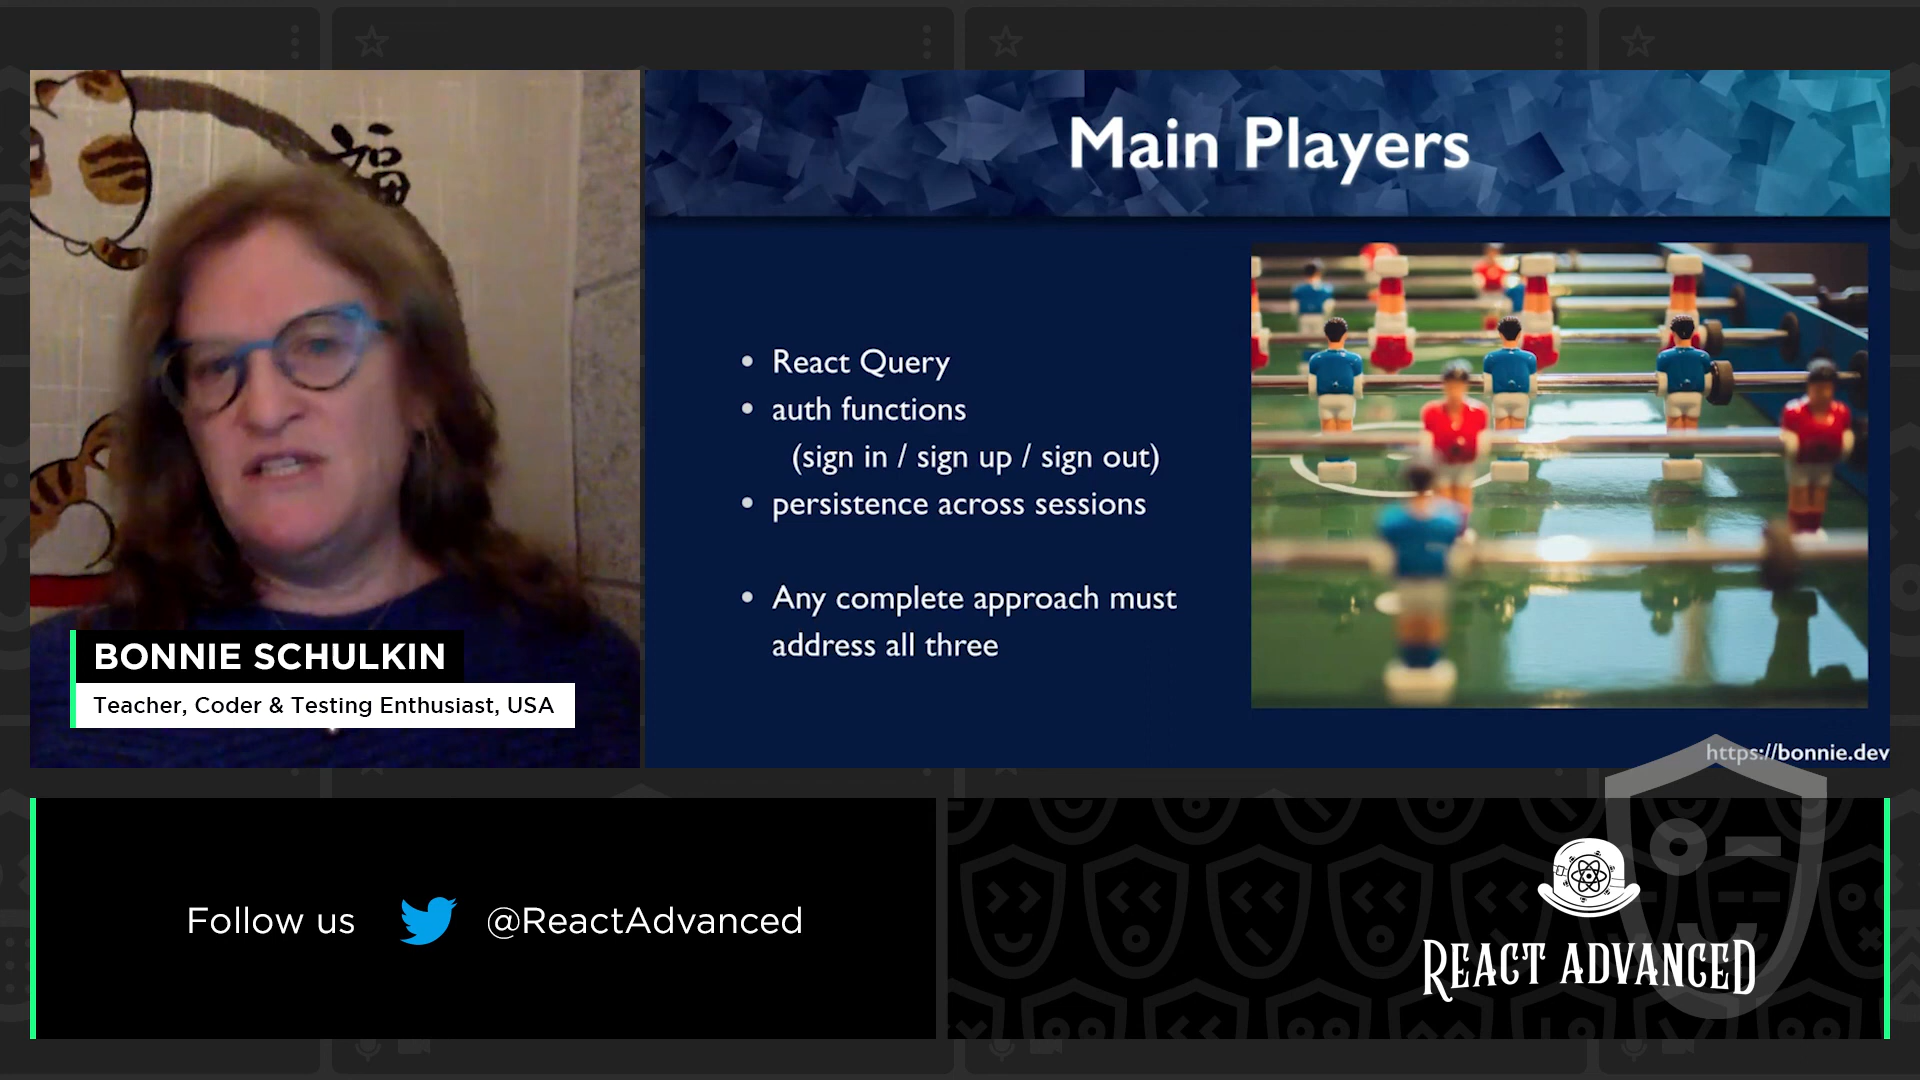 福
BONNIE SCHULKIN
Teacher, Coder & Testing Enthusiast, USA
Main Players
• React Query
• auth functions
(sign in / sign up / sign out)
• persistence across sessions
• Any complete approach must
address all three
https://bonnie.dev
Follow us @ReactAdvanced
REACT ADVANCED